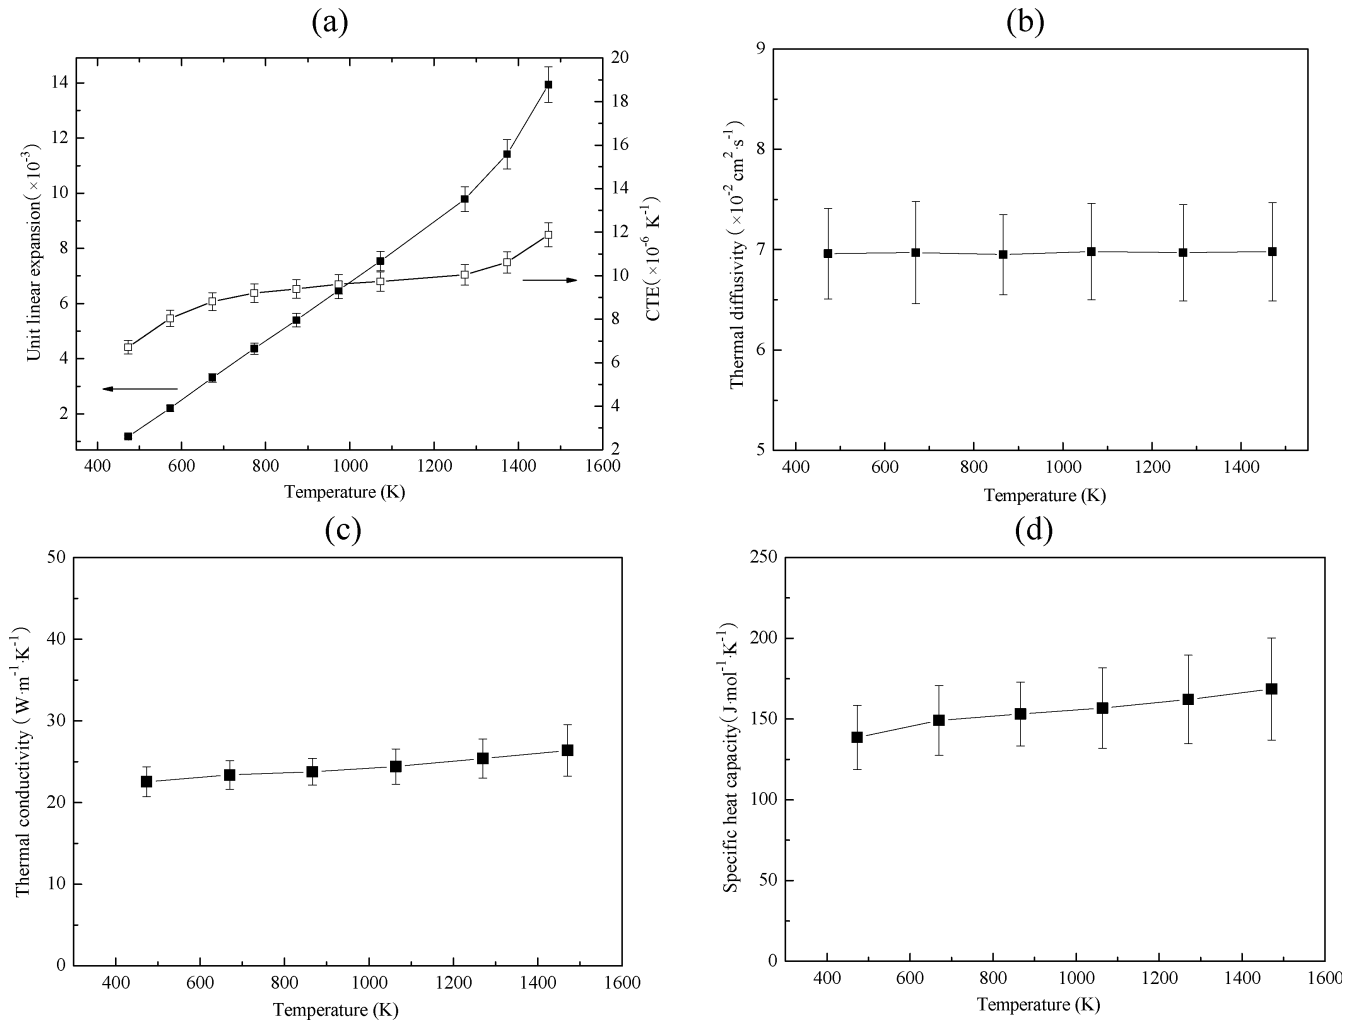 (a)
20
14
18
12
16
10
14
8
12
6
10
4
8
2
6
4
2
400 600 800 1000 1200 1400 1600
Unit linear expansion(×10⁻³)
CTE(×10⁻⁶ K⁻¹)
Temperature (K)
(b)
9
8
7
6
5
400 600 800 1000 1200 1400
Thermal diffusivity (×10⁻² cm²·s⁻¹)
Temperature (K)
(c)
50
40
30
20
10
0
400 600 800 1000 1200 1400 1600
Thermal conductivity (W·m⁻¹·K⁻¹)
Temperature (K)
(d)
250
200
150
100
50
0
400 600 800 1000 1200 1400 1600
Specific heat capacity(J·mol⁻¹·K⁻¹)
Temperature (K)